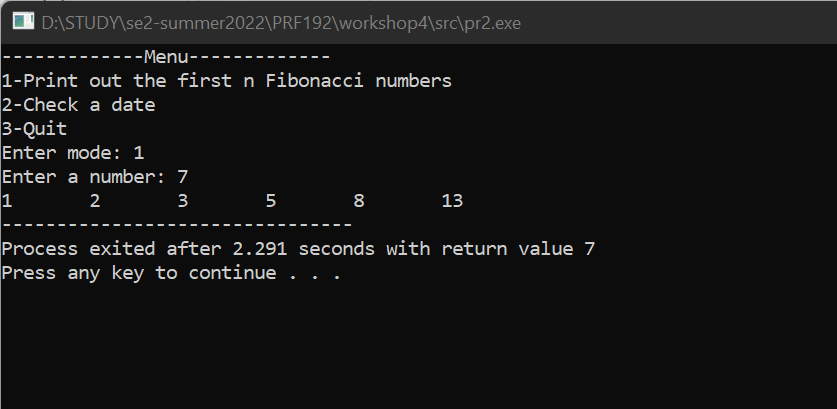 D:\STUDY\se2-summer2022\PRF192\workshop4\src\pr2.exe
-------------Menu-------------
1-Print out the first n Fibonacci numbers
2-Check a date
3-Quit
Enter mode: 1
Enter a number: 7
1       2       3       5       8       13
--------------------------------
Process exited after 2.291 seconds with return value 7
Press any key to continue . . .